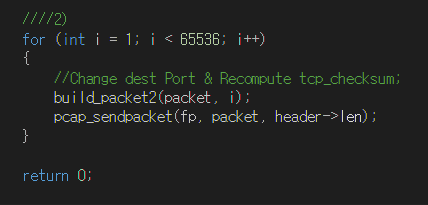 ////2)
for (int i = 1; i < 65536; i++)
{
    //Change dest Port & Recompute tcp_checksum;
    build_packet2(packet, i);
    pcap_sendpacket(fp, packet, header->len);
}
return 0;